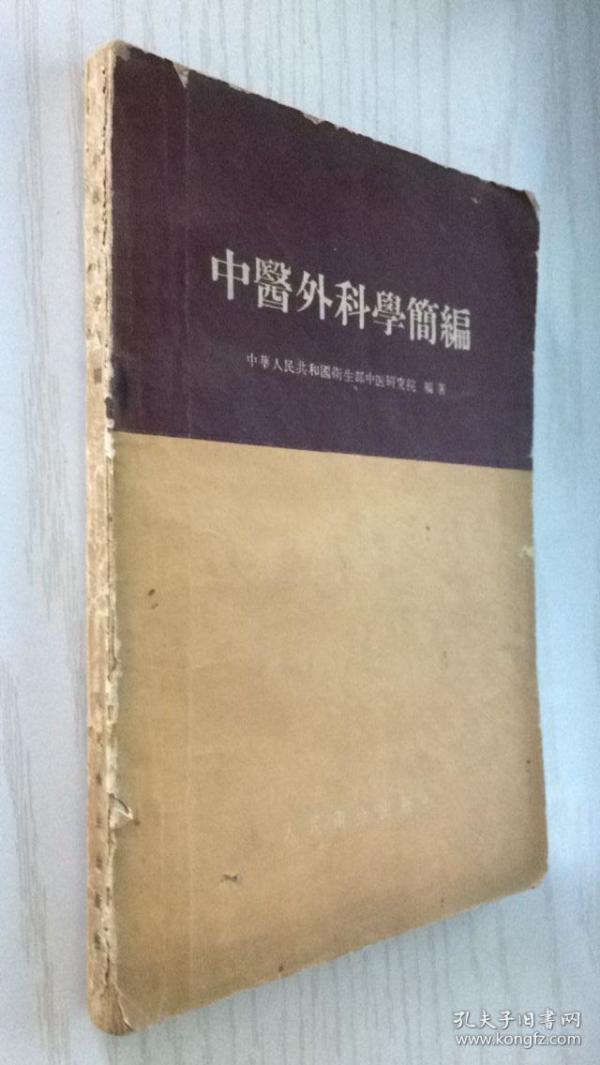 中醫外科學簡編
中華人民共和國衛生部中医研究院 編著
人民衛生出版社
孔夫子旧书网
www.kongfz.com